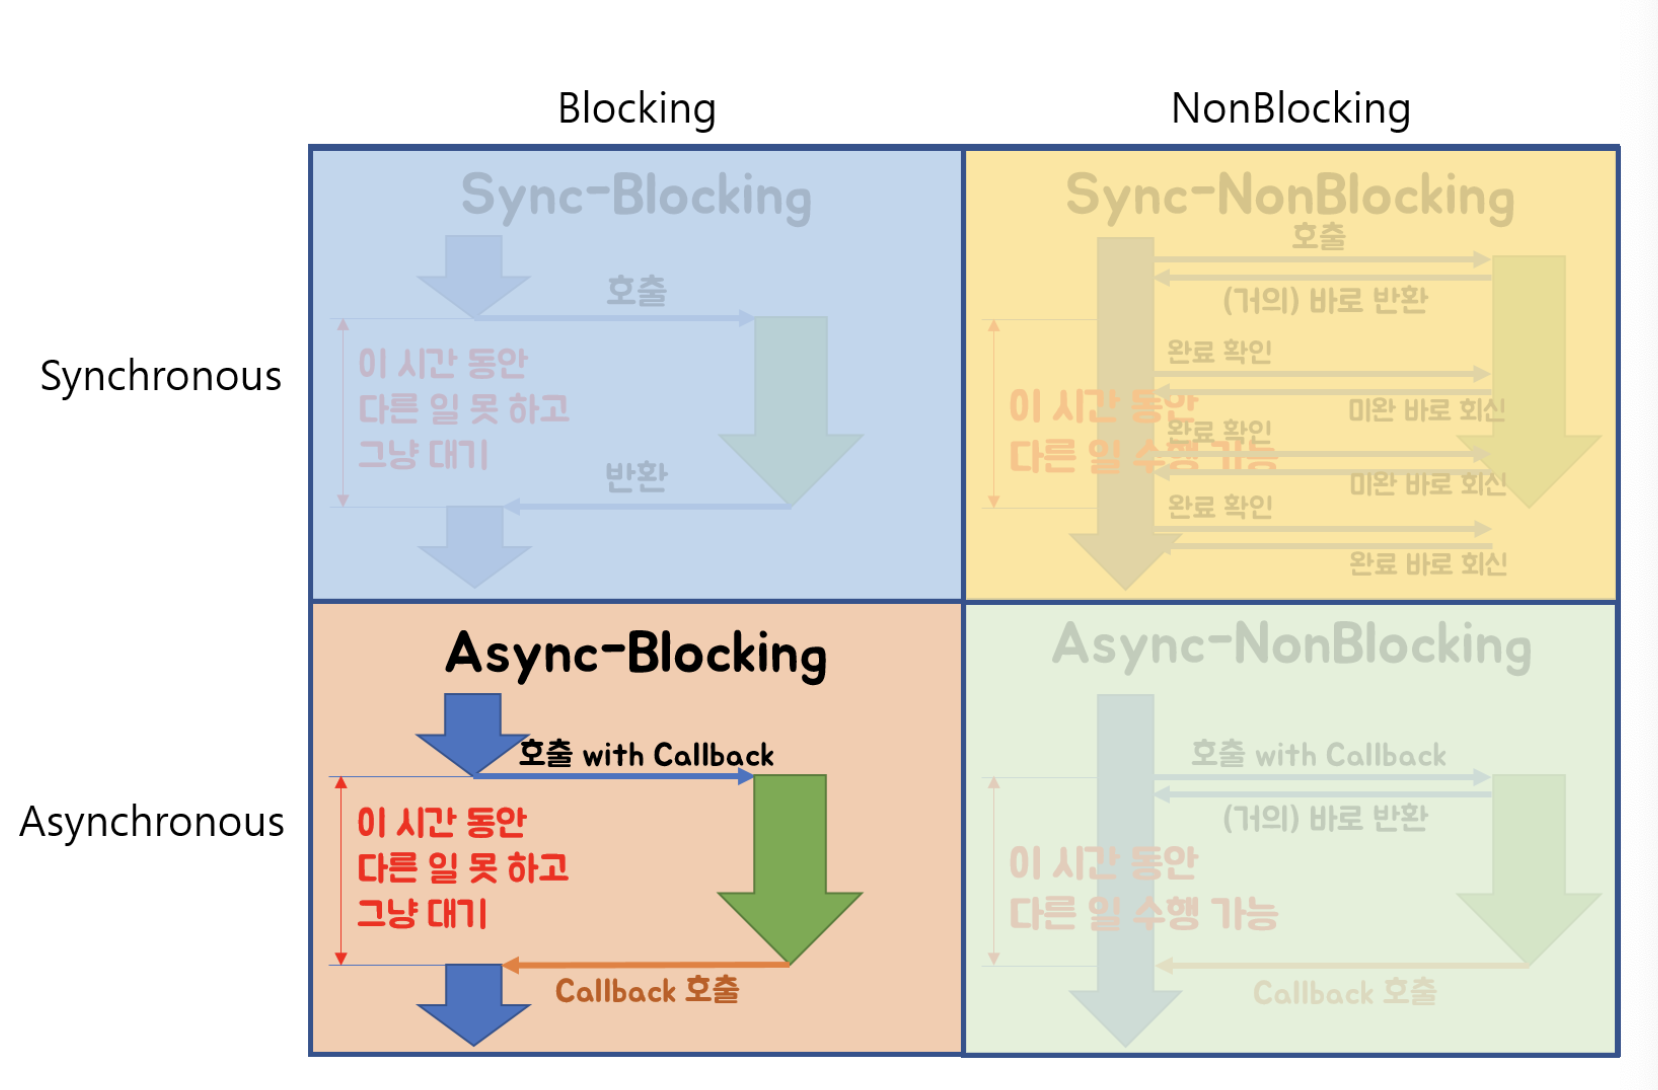 Blocking
NonBlocking
Synchronous
Sync-Blocking
호출
이 시간 동안
다른 일 못 하고
그냥 대기
반환
Sync-NonBlocking
호출
(거의) 바로 반환
완료 확인
이 시간 동안
미완 바로 회신
완료 확인
다른 일 수행 가능
미완 바로 회신
완료 확인
완료 바로 회신
Asynchronous
Async-Blocking
호출 with Callback
이 시간 동안
다른 일 못 하고
그냥 대기
Callback 호출
Async-NonBlocking
호출 with Callback
(거의) 바로 반환
이 시간 동안
다른 일 수행 가능
Callback 호출